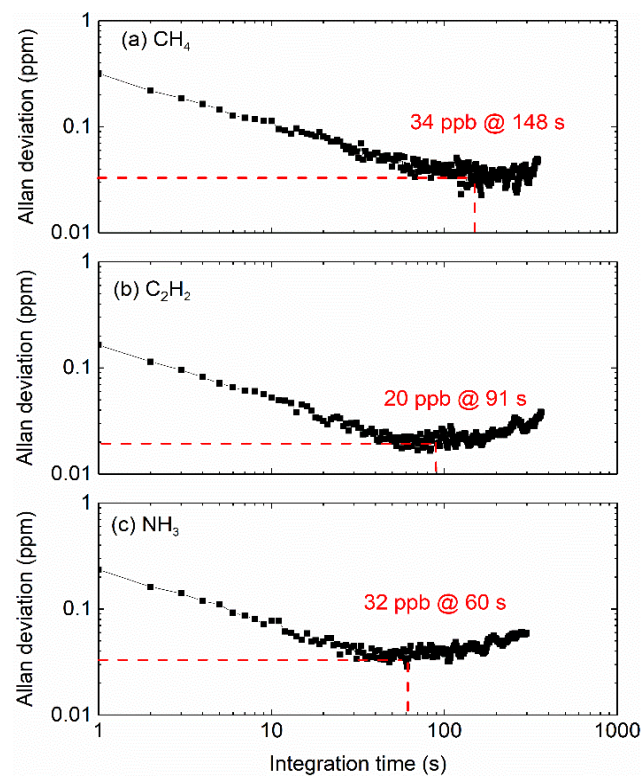 1
(a) CH₄
Allan deviation (ppm)
0.1
34 ppb @ 148 s
0.01
1
(b) C₂H₂
Allan deviation (ppm)
0.1
20 ppb @ 91 s
0.01
1
(c) NH₃
Allan deviation (ppm)
0.1
32 ppb @ 60 s
0.01
1 10 100 1000
Integration time (s)